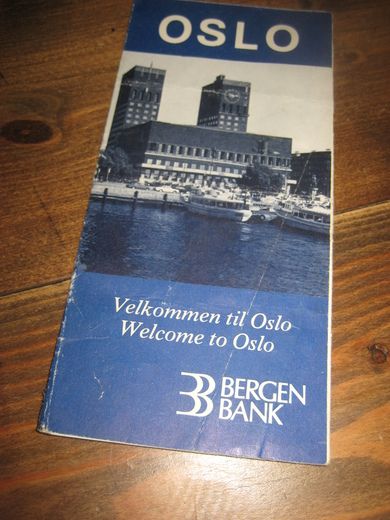 OSLO
Velkommen til Oslo
Welcome to Oslo
BERGEN
BANK